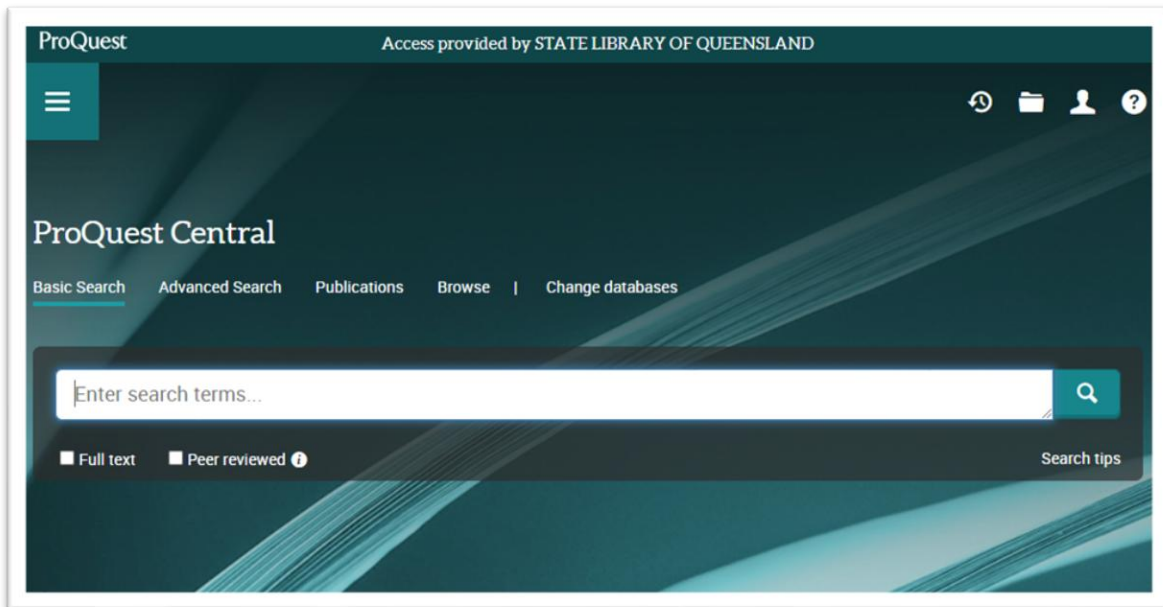 ProQuest
Access provided by STATE LIBRARY OF QUEENSLAND
ProQuest Central
Basic Search Advanced Search Publications Browse | Change databases
Enter search terms...
Full text Peer reviewed
Search tips